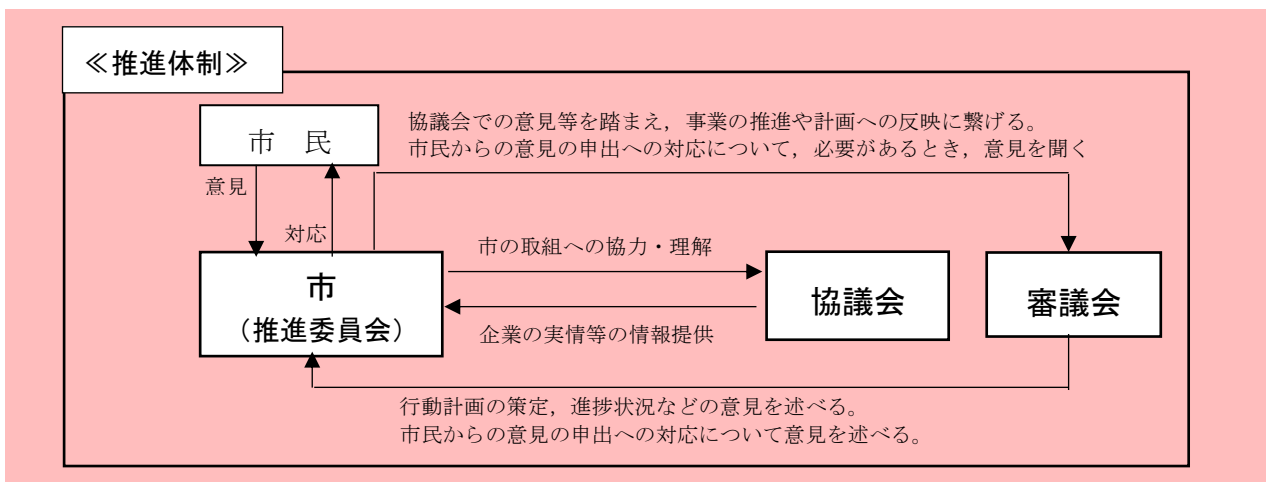 ≪推進体制≫
市 民
協議会での意見等を踏まえ，事業の推進や計画への反映に繋げる。
市民からの意見の申出への対応について，必要があるとき，意見を聞く
意見
対応
市の取組への協力・理解
市
（推進委員会）
協議会
審議会
企業の実情等の情報提供
行動計画の策定，進捗状況などの意見を述べる。
市民からの意見の申出への対応について意見を述べる。